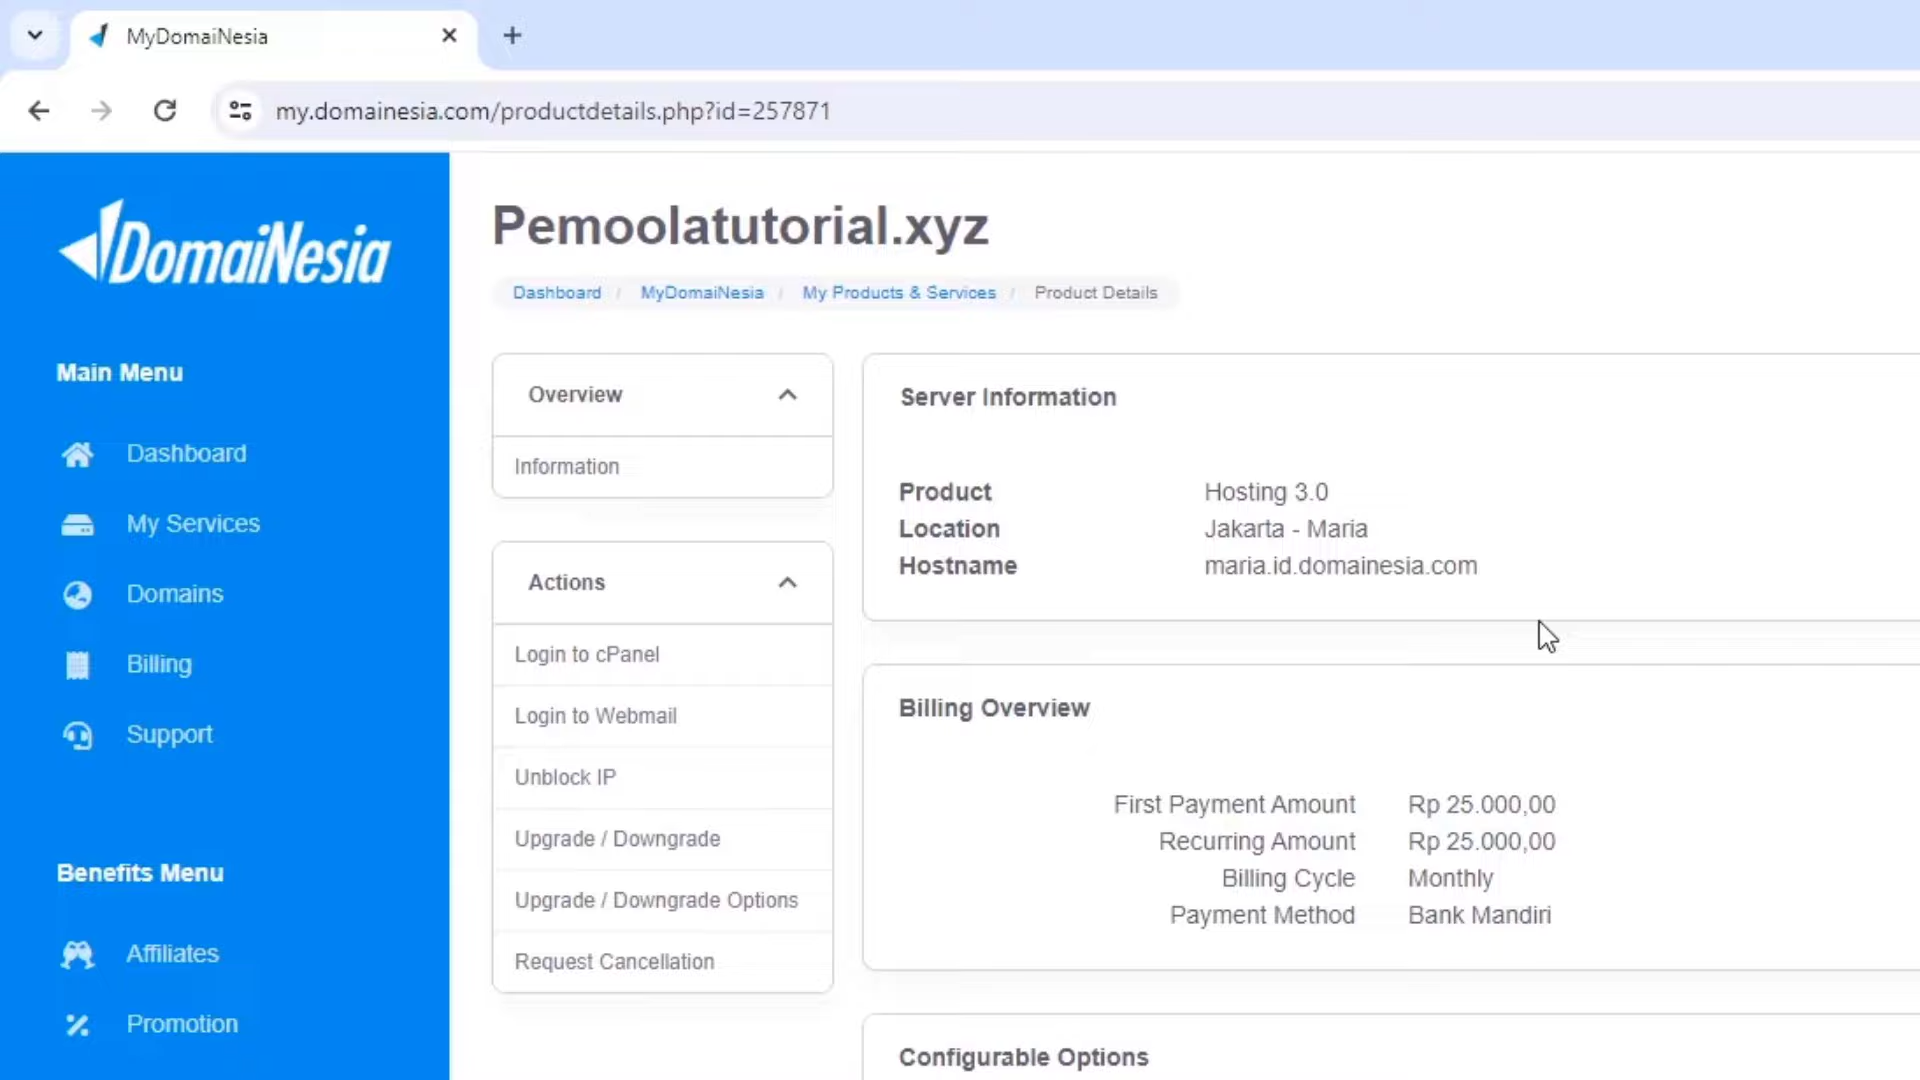 MyDomaiNesia
my.domainesia.com/productdetails.php?id=257871
DomaiNesia
Main Menu
Dashboard
My Services
Domains
Billing
Support
Benefits Menu
Affiliates
Promotion
Pemoolatutorial.xyz
Dashboard / MyDomaiNesia / My Products & Services / Product Details
Overview
Information
Actions
Login to cPanel
Login to Webmail
Unblock IP
Upgrade / Downgrade
Upgrade / Downgrade Options
Request Cancellation
Server Information
Product Hosting 3.0
Location Jakarta - Maria
Hostname maria.id.domainesia.com
Billing Overview
First Payment Amount Rp 25.000,00
Recurring Amount Rp 25.000,00
Billing Cycle Monthly
Payment Method Bank Mandiri
Configurable Options